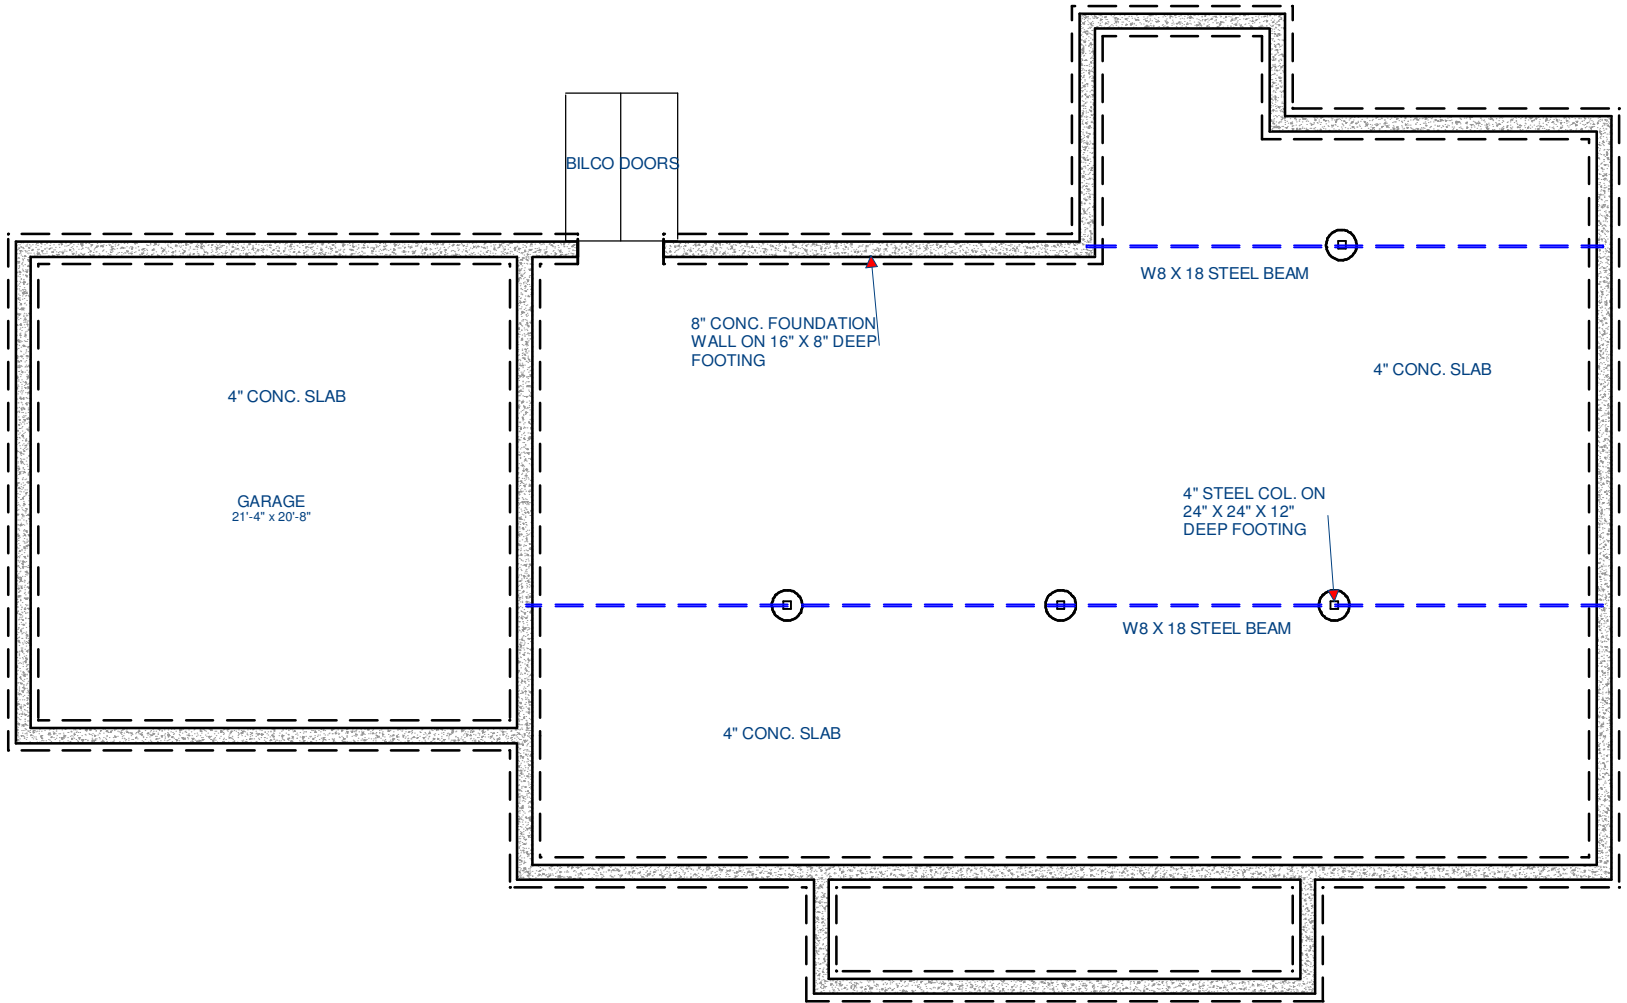 BILCO DOORS
W8 X 18 STEEL BEAM
8" CONC. FOUNDATION
WALL ON 16" X 8" DEEP
FOOTING
4" CONC. SLAB
4" CONC. SLAB
GARAGE
21'-4" x 20'-8"
4" STEEL COL. ON
24" X 24" X 12"
DEEP FOOTING
W8 X 18 STEEL BEAM
4" CONC. SLAB